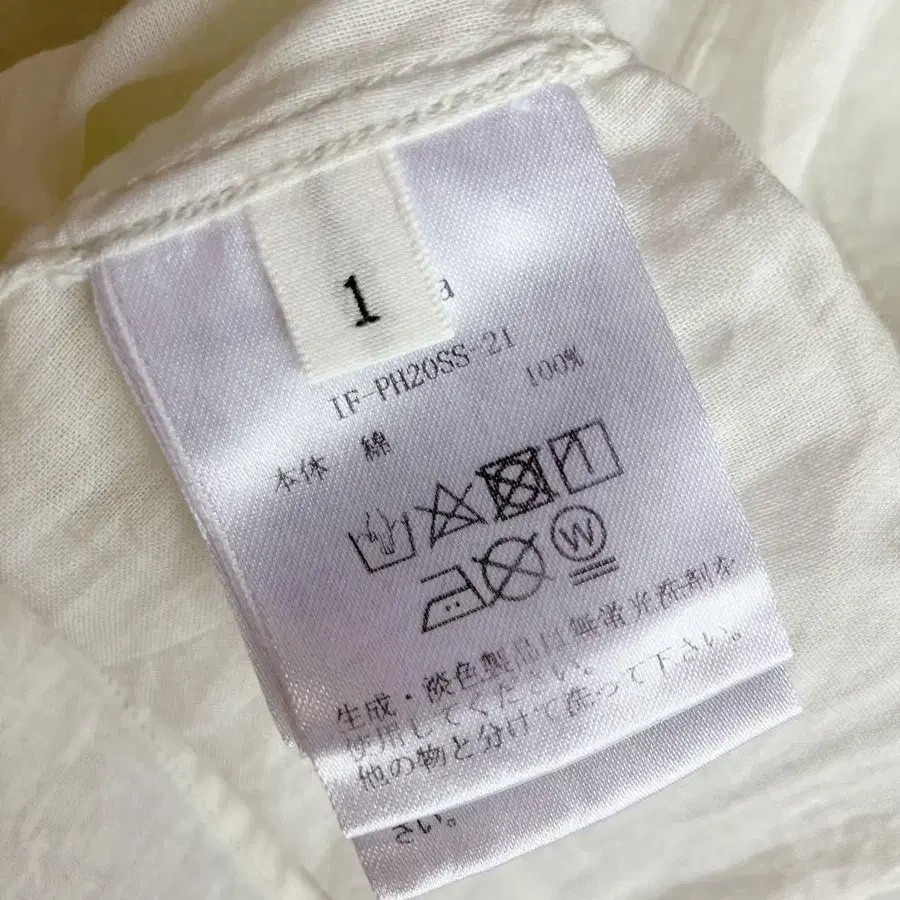 1
a
IF-PH20SS-21
本体 綿 100%
W
生成・淡色製品は無蛍光洗剤を
使用してください。
他の物と分けて洗って下さい。
さい。